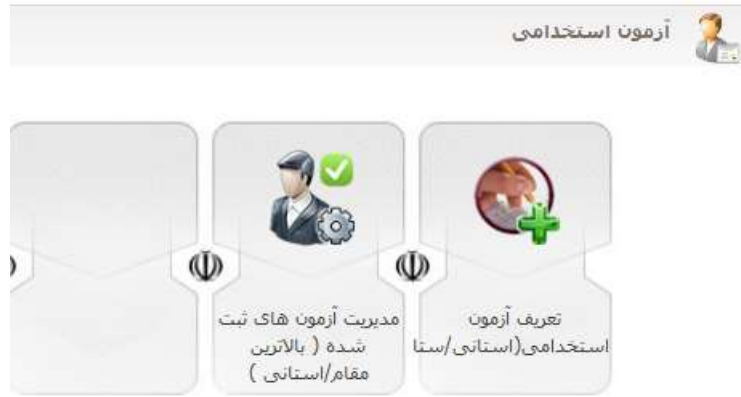 آزمون استخدامی
تعریف آزمون
استخدامی(استانی/ستا
مدیریت آزمون های ثبت
شده ( بالاترین
مقام/استانی )